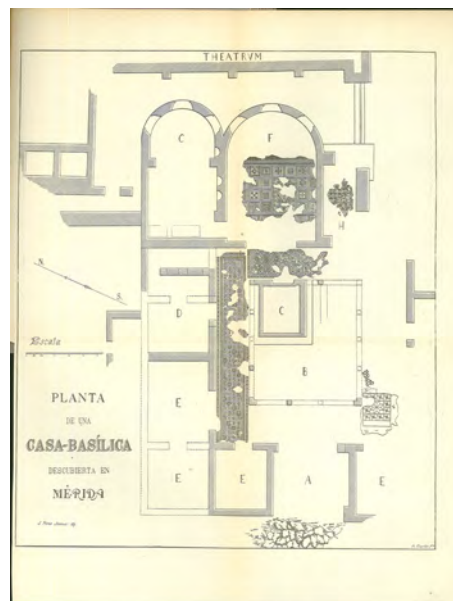 THEATRVM
C
F
H
N.
S.
D
C
Escala
B
E
PLANTA
DE UNA
CASA-BASÍLICA
DESCUBIERTA EN
MÉRIDA
E
E
A
E